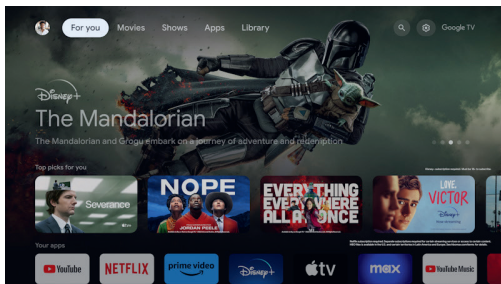 For you Movies Shows Apps Library Google TV
Disney+
The Mandalorian
The Mandalorian and Grogu embark on a journey of adventure and redemption
Top picks for you
Severance
tv
NOPE
JORDAN PEELE
EVERYTHING
EVERYWHERE
ALL AT ONCE
LOVE,
VICTOR
Disney+
Your apps
YouTube NETFLIX prime video Disney+ tv max YouTube Music